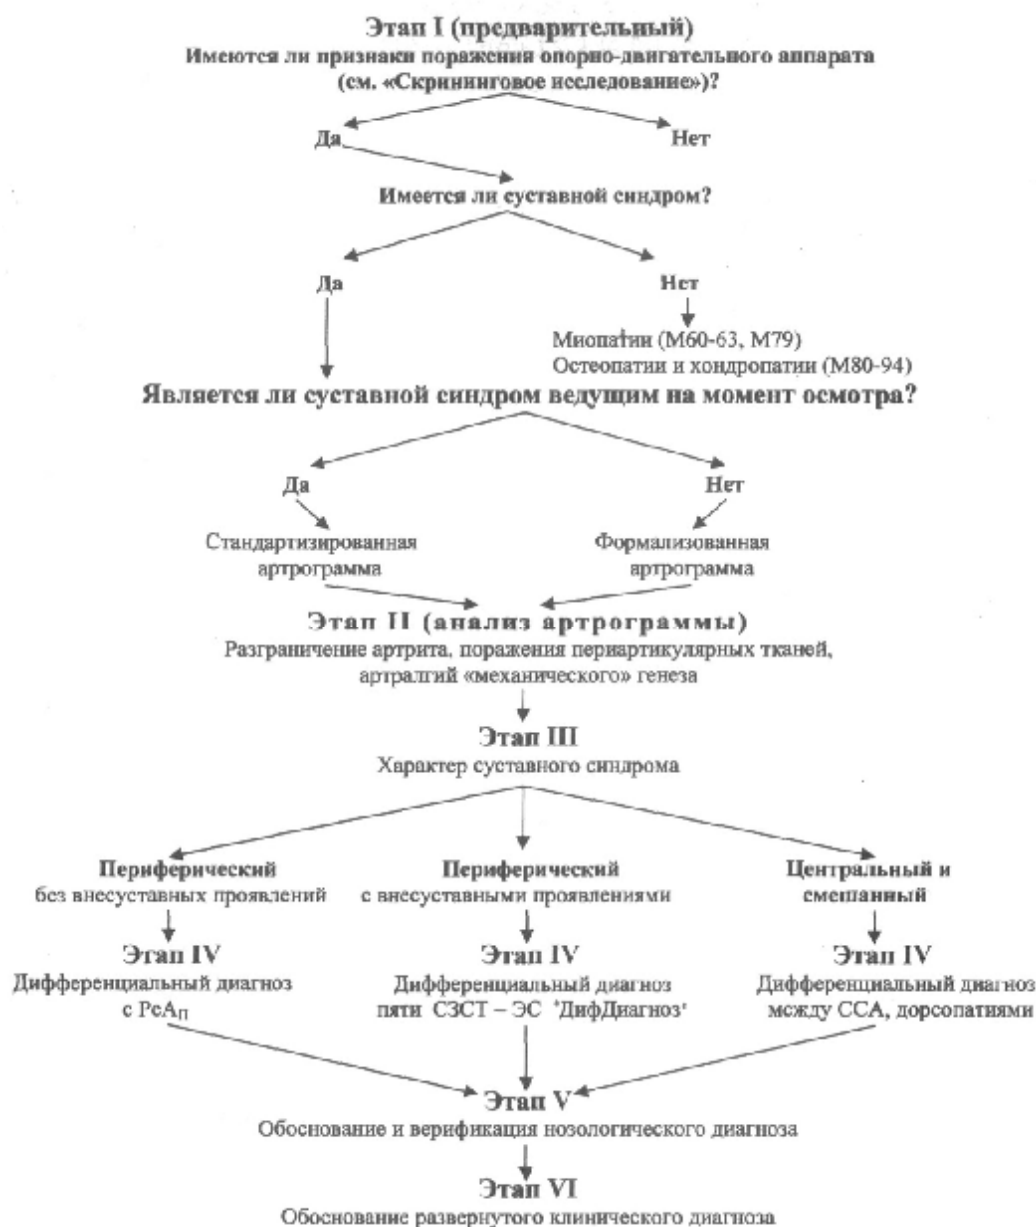 Этап I (предварительный)
Имеются ли признаки поражения опорно-двигательного аппарата
(см. «Скрининговое исследование»)?
Да
Нет
Имеется ли суставной синдром?
Да
Нет
Миопатии (М60-63, М79)
Остеопатии и хондропатии (М80-94)
Является ли суставной синдром ведущим на момент осмотра?
Да
Нет
Стандартизированная
артрограмма
Формализованная
артрограмма
Этап II (анализ артрограммы)
Разграничение артрита, поражения периартикулярных тканей,
артралгий «механического» генеза
Этап III
Характер суставного синдрома
Периферический
без внесуставных проявлений
Периферический
с внесуставными проявлениями
Центральный и
смешанный
Этап IV
Дифференциальный диагноз
с РеАп
Этап IV
Дифференциальный диагноз
пяти СЗСТ – ЭС "ДифДиагноз"
Этап IV
Дифференциальный диагноз
между ССА, дорсопатиями
Этап V
Обоснование и верификация нозологического диагноза
Этап VI
Обоснование развернутого клинического диагноза